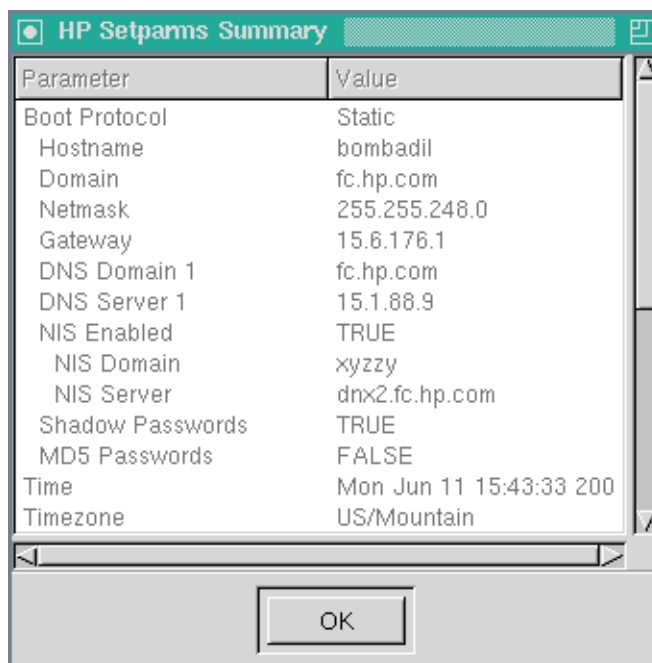 HP Setparms Summary
Parameter Value
Boot Protocol Static
Hostname bombadil
Domain fc.hp.com
Netmask 255.255.248.0
Gateway 15.6.176.1
DNS Domain 1 fc.hp.com
DNS Server 1 15.1.88.9
NIS Enabled TRUE
NIS Domain xyzzy
NIS Server dnx2.fc.hp.com
Shadow Passwords TRUE
MD5 Passwords FALSE
Time Mon Jun 11 15:43:33 200
Timezone US/Mountain
OK